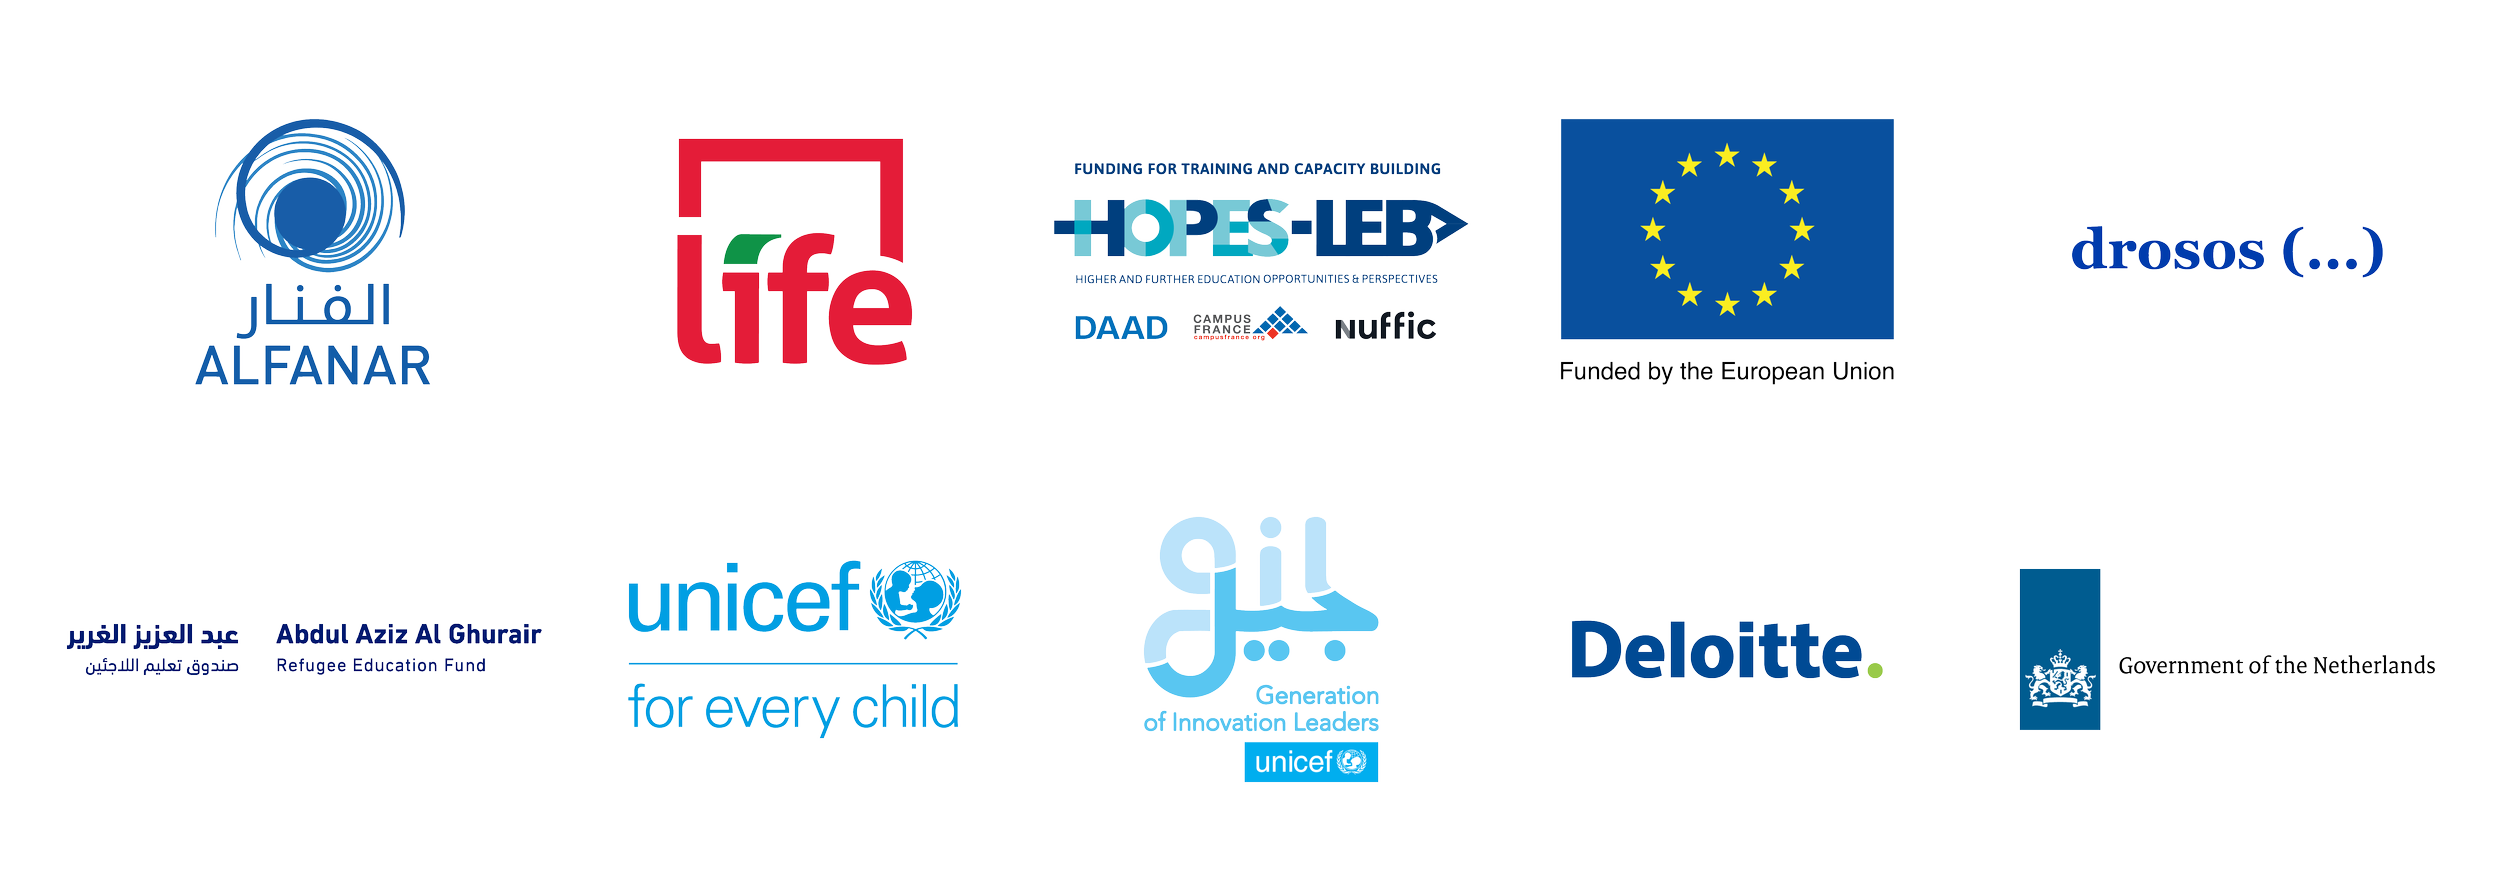 الفنار
ALFANAR
life
FUNDING FOR TRAINING AND CAPACITY BUILDING
HOPES-LEB
HIGHER AND FURTHER EDUCATION OPPORTUNITIES & PERSPECTIVES
DAAD
CAMPUS
FRANCE
campusfrance org
nuffic
Funded by the European Union
drosos (...)
عبد العزيز الغرير
صندوق تعليم اللاجئين
Abdul Aziz Al Ghurair
Refugee Education Fund
unicef
for every child
جيل
Generation
of Innovation Leaders
unicef
Deloitte.
Government of the Netherlands